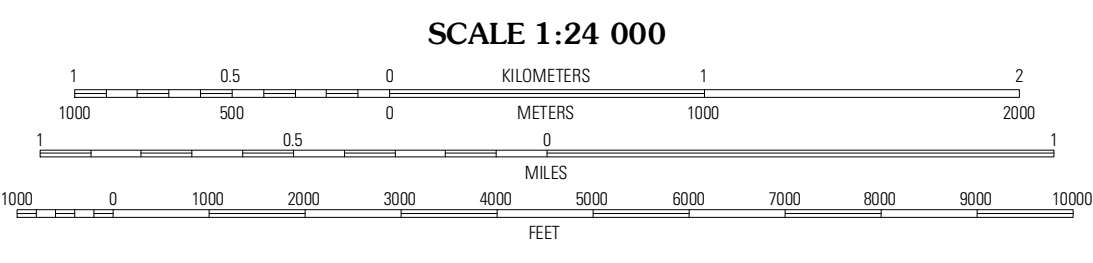 SCALE 1:24 000
1 0.5 0 KILOMETERS 1 2
1000 500 0 METERS 1000 2000
1 0.5 0 1
MILES
1000 0 1000 2000 3000 4000 5000 6000 7000 8000 9000 10000
FEET